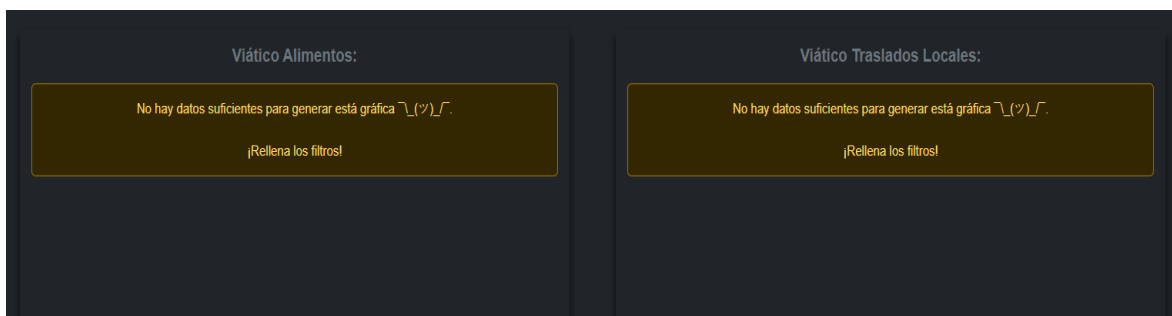 Viático Alimentos:
No hay datos suficientes para generar está gráfica ¯\_(ツ)_/¯.
¡Rellena los filtros!
Viático Traslados Locales:
No hay datos suficientes para generar está gráfica ¯\_(ツ)_/¯.
¡Rellena los filtros!